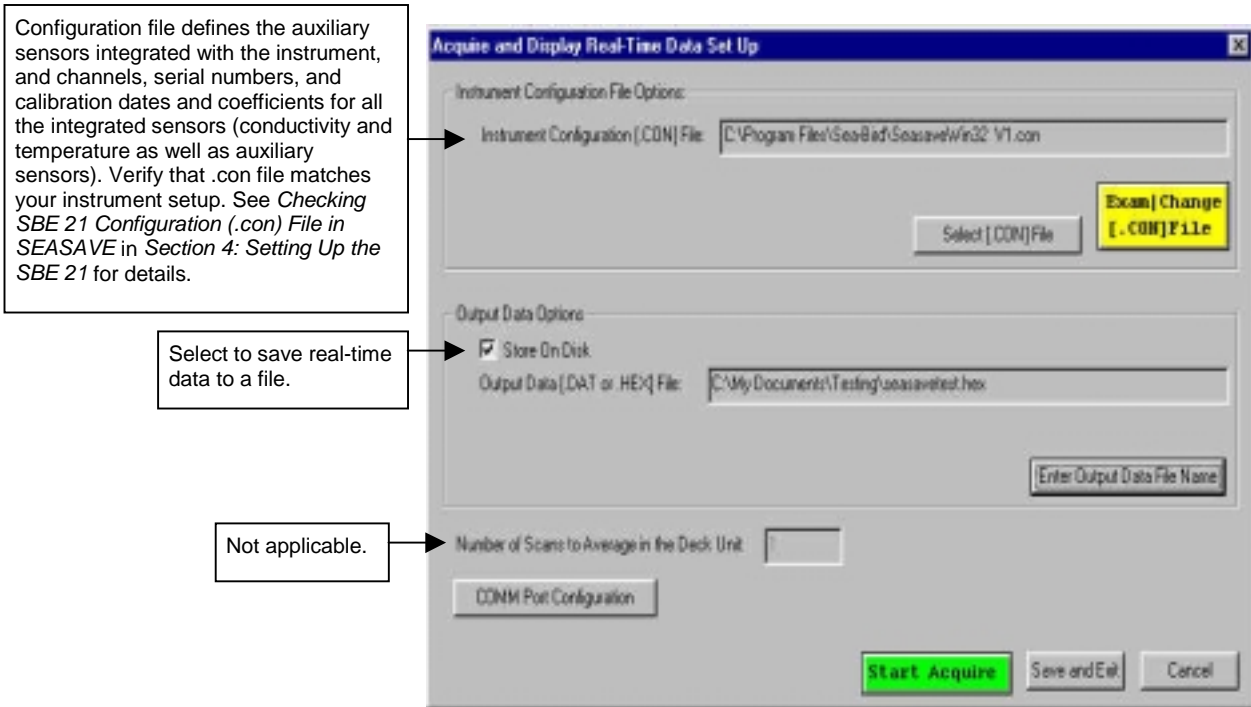 Configuration file defines the auxiliary
sensors integrated with the instrument,
and channels, serial numbers, and
calibration dates and coefficients for all
the integrated sensors (conductivity and
temperature as well as auxiliary
sensors). Verify that .con file matches
your instrument setup. See Checking
SBE 21 Configuration (.con) File in
SEASAVE in Section 4: Setting Up the
SBE 21 for details.
Select to save real-time
data to a file.
Not applicable.
Acquire and Display Real-Time Data Set Up
Instrument Configuration File Options:
Instrument Configuration [.CON] File:
C:\Program Files\Sea-Bird\SeasaveWin32 V1.con
Select [.CON] File
Exam|Change
[.CON]File
Output Data Options
Store On Disk
Output Data [.DAT or .HEX] File:
C:\My Documents\Testing\seasavetest.hex
Enter Output Data File Name
Number of Scans to Average in the Deck Unit
1
COMM Port Configuration
Start Acquire
Save and Exit
Cancel